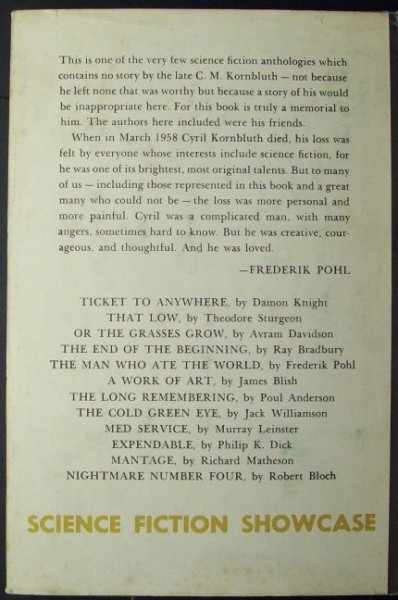 This is one of the very few science fiction anthologies which
contains no story by the late C. M. Kornbluth — not because
he left none that was worthy but because a story of his would
be inappropriate here. For this book is truly a memorial to
him. The authors here included were his friends.
When in March 1958 Cyril Kornbluth died, his loss was
felt by everyone whose interests include science fiction, for
he was one of its brightest, most original talents. But to many
of us — including those represented in this book and a great
many who could not be — the loss was more personal and
more painful. Cyril was a complicated man, with many
angers, sometimes hard to know. But he was creative, cour-
ageous, and thoughtful. And he was loved.
—FREDERIK POHL
TICKET TO ANYWHERE, by Damon Knight
THAT LOW, by Theodore Sturgeon
OR THE GRASSES GROW, by Avram Davidson
THE END OF THE BEGINNING, by Ray Bradbury
THE MAN WHO ATE THE WORLD, by Frederik Pohl
A WORK OF ART, by James Blish
THE LONG REMEMBERING, by Poul Anderson
THE COLD GREEN EYE, by Jack Williamson
MED SERVICE, by Murray Leinster
EXPENDABLE, by Philip K. Dick
MANTAGE, by Richard Matheson
NIGHTMARE NUMBER FOUR, by Robert Bloch
SCIENCE FICTION SHOWCASE